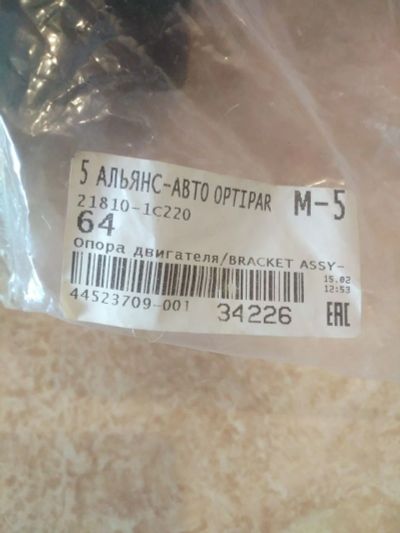 5 АЛЬЯНС-АВТО OPTIPAR M-5
21810-1c220
64
Опора двигателя/BRACKET ASSY-
15.02
12:53
44523709-001 34226 ЕАС